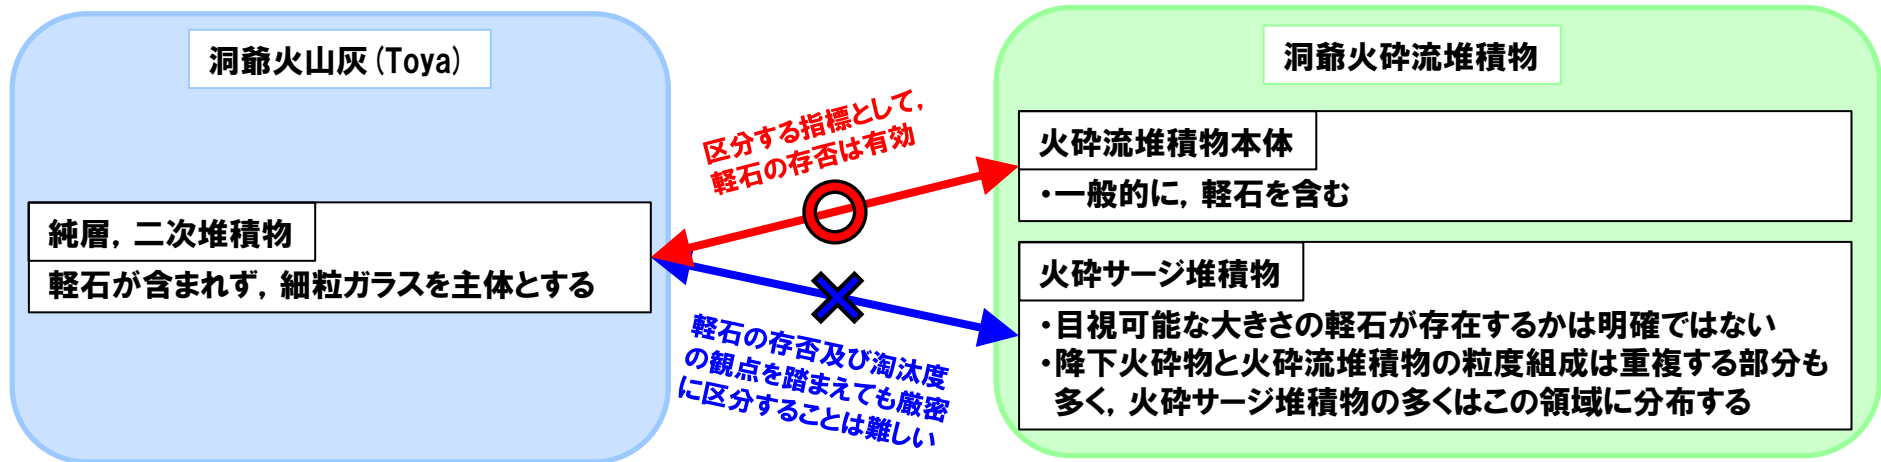 洞爺火山灰(Toya)
純層，二次堆積物
軽石が含まれず，細粒ガラスを主体とする
区分する指標として，
軽石の存否は有効
軽石の存否及び淘汰度
の観点を踏まえても厳密
に区分することは難しい
洞爺火砕流堆積物
火砕流堆積物本体
・一般的に，軽石を含む
火砕サージ堆積物
・目視可能な大きさの軽石が存在するかは明確ではない
・降下火砕物と火砕流堆積物の粒度組成は重複する部分も
多く，火砕サージ堆積物の多くはこの領域に分布する